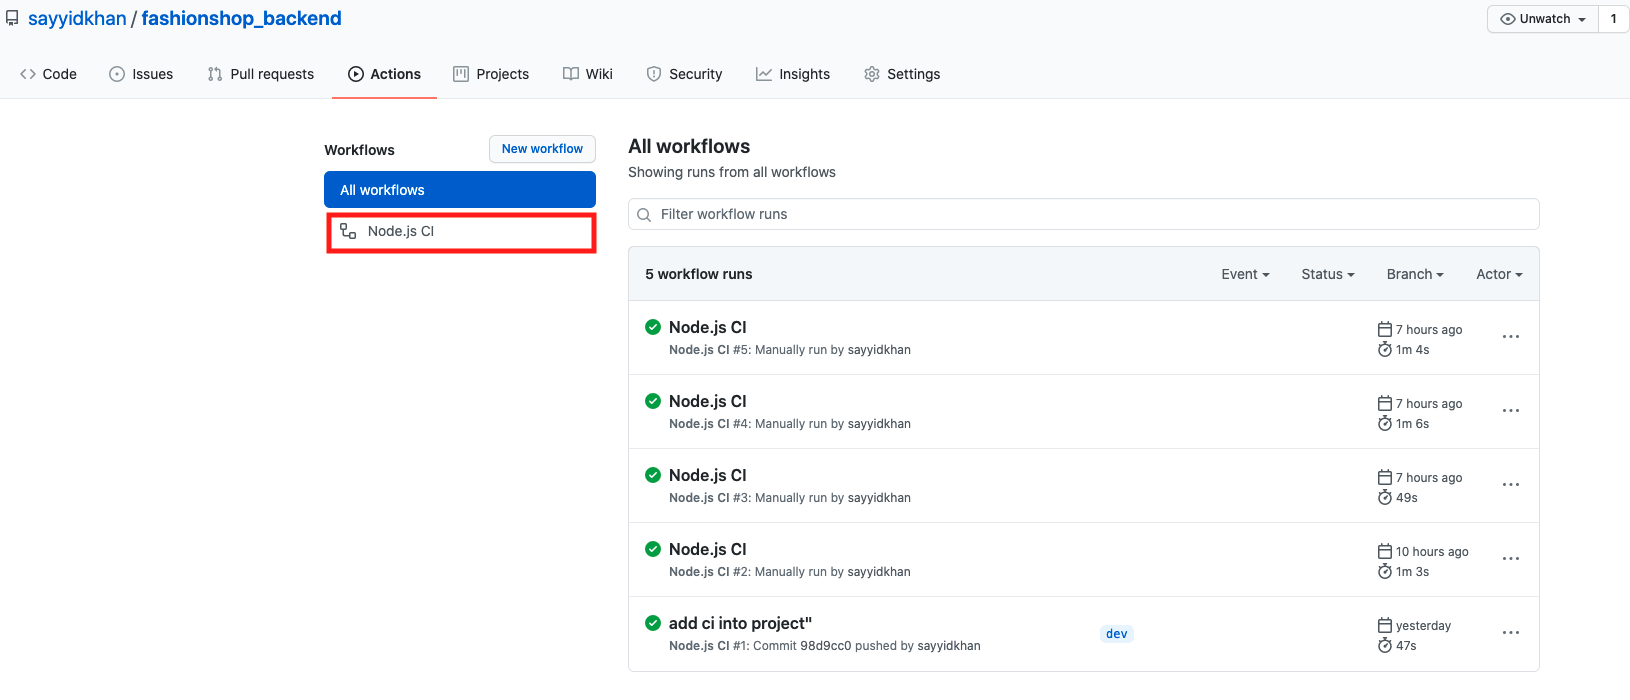 sayyidkhan / fashionshop_backend
Unwatch 1
Code Issues Pull requests Actions Projects Wiki Security Insights Settings
Workflows
New workflow
All workflows
Node.js CI
All workflows
Showing runs from all workflows
Filter workflow runs
5 workflow runs Event Status Branch Actor
Node.js CI
Node.js CI #5: Manually run by sayyidkhan
7 hours ago
1m 4s
Node.js CI
Node.js CI #4: Manually run by sayyidkhan
7 hours ago
1m 6s
Node.js CI
Node.js CI #3: Manually run by sayyidkhan
7 hours ago
49s
Node.js CI
Node.js CI #2: Manually run by sayyidkhan
10 hours ago
1m 3s
add ci into project"
Node.js CI #1: Commit 98d9cc0 pushed by sayyidkhan
dev
yesterday
47s